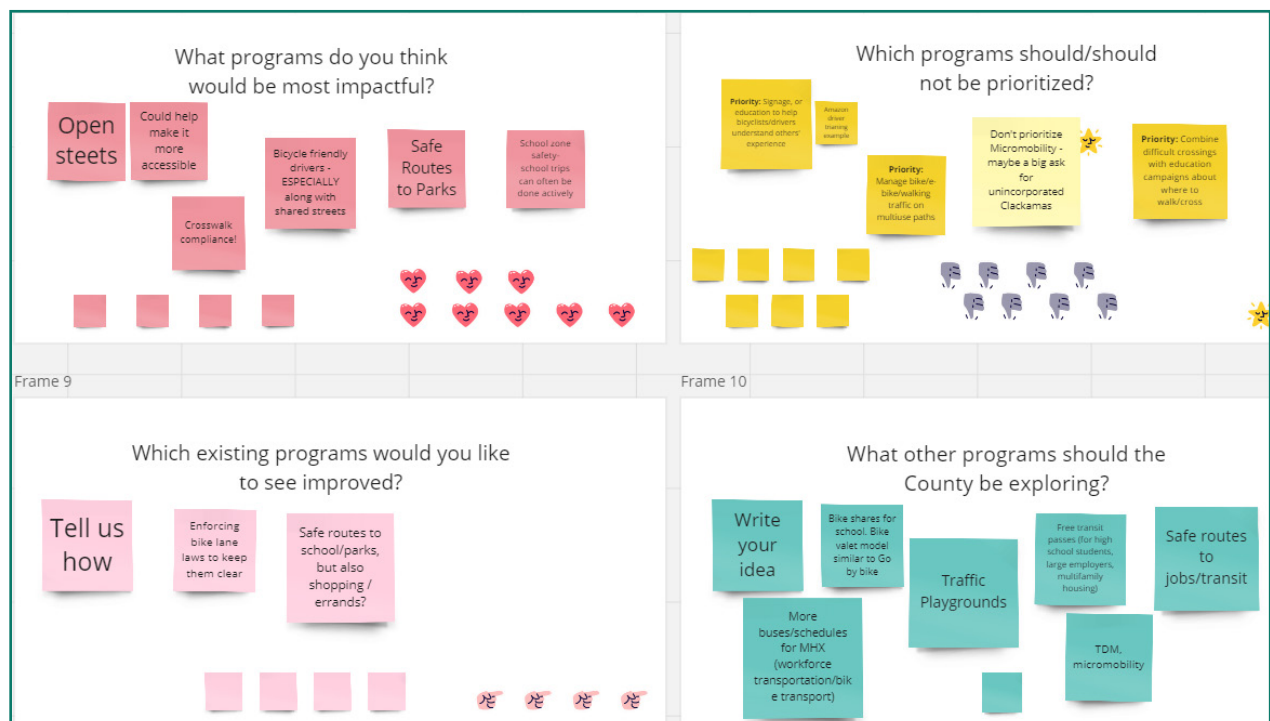 What programs do you think
would be most impactful?
Open
steets
Could help
make it
more
accessible
Bicycle friendly
drivers -
ESPECIALLY
along with
shared streets
Safe
Routes
to Parks
School zone
safety-
school trips
can often be
done actively
Crosswalk
compliance!
Which programs should/should
not be prioritized?
Priority: Signage, or
education to help
bicyclists/drivers
understand others'
experience
Amazon
driver
training
example
Priority:
Manage bike/e-
bike/walking
traffic on
multiuse paths
Don't prioritize
Micromobility -
maybe a big ask
for
unincorporated
Clackamas
Priority: Combine
difficult crossings
with education
campaigns about
where to
walk/cross
Frame 9
Which existing programs would you like
to see improved?
Tell us
how
Enforcing
bike lane
laws to keep
them clear
Safe routes to
school/parks,
but also
shopping /
errands?
Frame 10
What other programs should the
County be exploring?
Write
your
idea
Bike shares for
school. Bike
valet model
similar to Go
by bike
Traffic
Playgrounds
Free transit
passes (for high
school students,
large employers,
multifamily
housing)
Safe routes
to
jobs/transit
More
buses/schedules
for MHX
(workforce
transportation/bik
e transport)
TDM,
micromobility